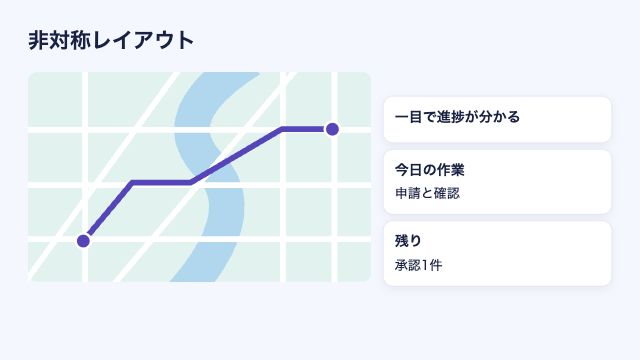 非対称レイアウト
一目で進捗が分かる
今日の作業
申請と確認
残り
承認1件